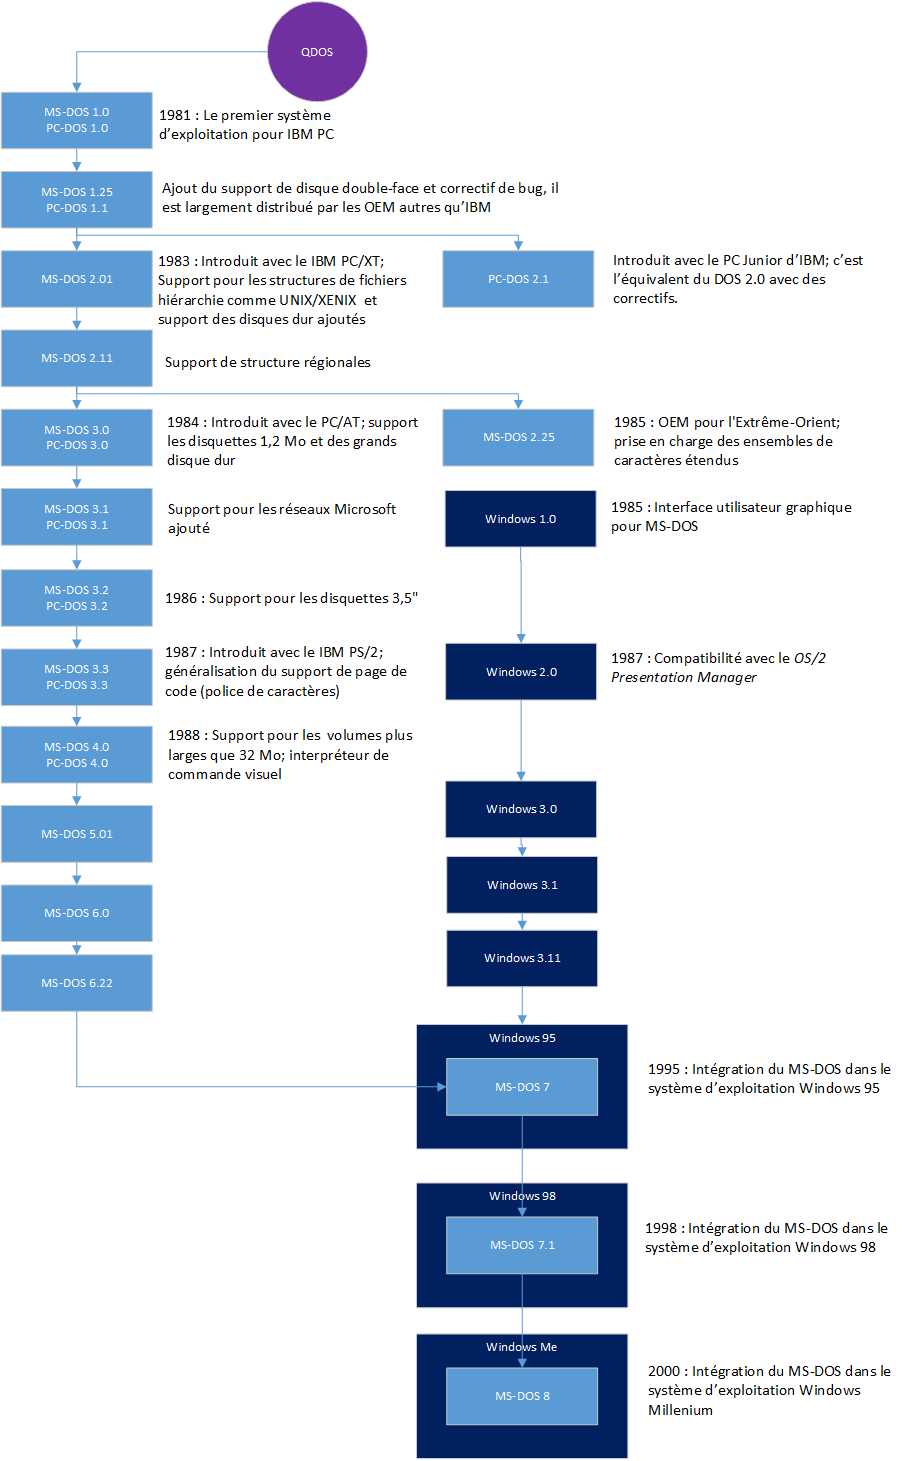 QDOS
MS-DOS 1.0
PC-DOS 1.0
1981 : Le premier système
d’exploitation pour IBM PC
MS-DOS 1.25
PC-DOS 1.1
Ajout du support de disque double-face et correctif de bug, il
est largement distribué par les OEM autres qu’IBM
MS-DOS 2.01
1983 : Introduit avec le IBM PC/XT;
Support pour les structures de fichiers
hiérarchie comme UNIX/XENIX et
support des disques dur ajoutés
PC-DOS 2.1
Introduit avec le PC Junior d’IBM; c’est
l’équivalent du DOS 2.0 avec des
correctifs.
MS-DOS 2.11
Support de structure régionales
MS-DOS 3.0
PC-DOS 3.0
1984 : Introduit avec le PC/AT; support
les disquettes 1,2 Mo et des grands
disque dur
MS-DOS 2.25
1985 : OEM pour l'Extrême-Orient;
prise en charge des ensembles de
caractères étendus
MS-DOS 3.1
PC-DOS 3.1
Support pour les réseaux Microsoft
ajouté
Windows 1.0
1985 : Interface utilisateur graphique
pour MS-DOS
MS-DOS 3.2
PC-DOS 3.2
1986 : Support pour les disquettes 3,5"
MS-DOS 3.3
PC-DOS 3.3
1987 : Introduit avec le IBM PS/2;
généralisation du support de page de
code (police de caractères)
Windows 2.0
1987 : Compatibilité avec le OS/2
Presentation Manager
MS-DOS 4.0
PC-DOS 4.0
1988 : Support pour les volumes plus
larges que 32 Mo; interpréteur de
commande visuel
Windows 3.0
MS-DOS 5.01
Windows 3.1
MS-DOS 6.0
Windows 3.11
MS-DOS 6.22
Windows 95
MS-DOS 7
1995 : Intégration du MS-DOS dans le
système d’exploitation Windows 95
Windows 98
MS-DOS 7.1
1998 : Intégration du MS-DOS dans le
système d’exploitation Windows 98
Windows Me
MS-DOS 8
2000 : Intégration du MS-DOS dans le
système d’exploitation Windows
Millenium